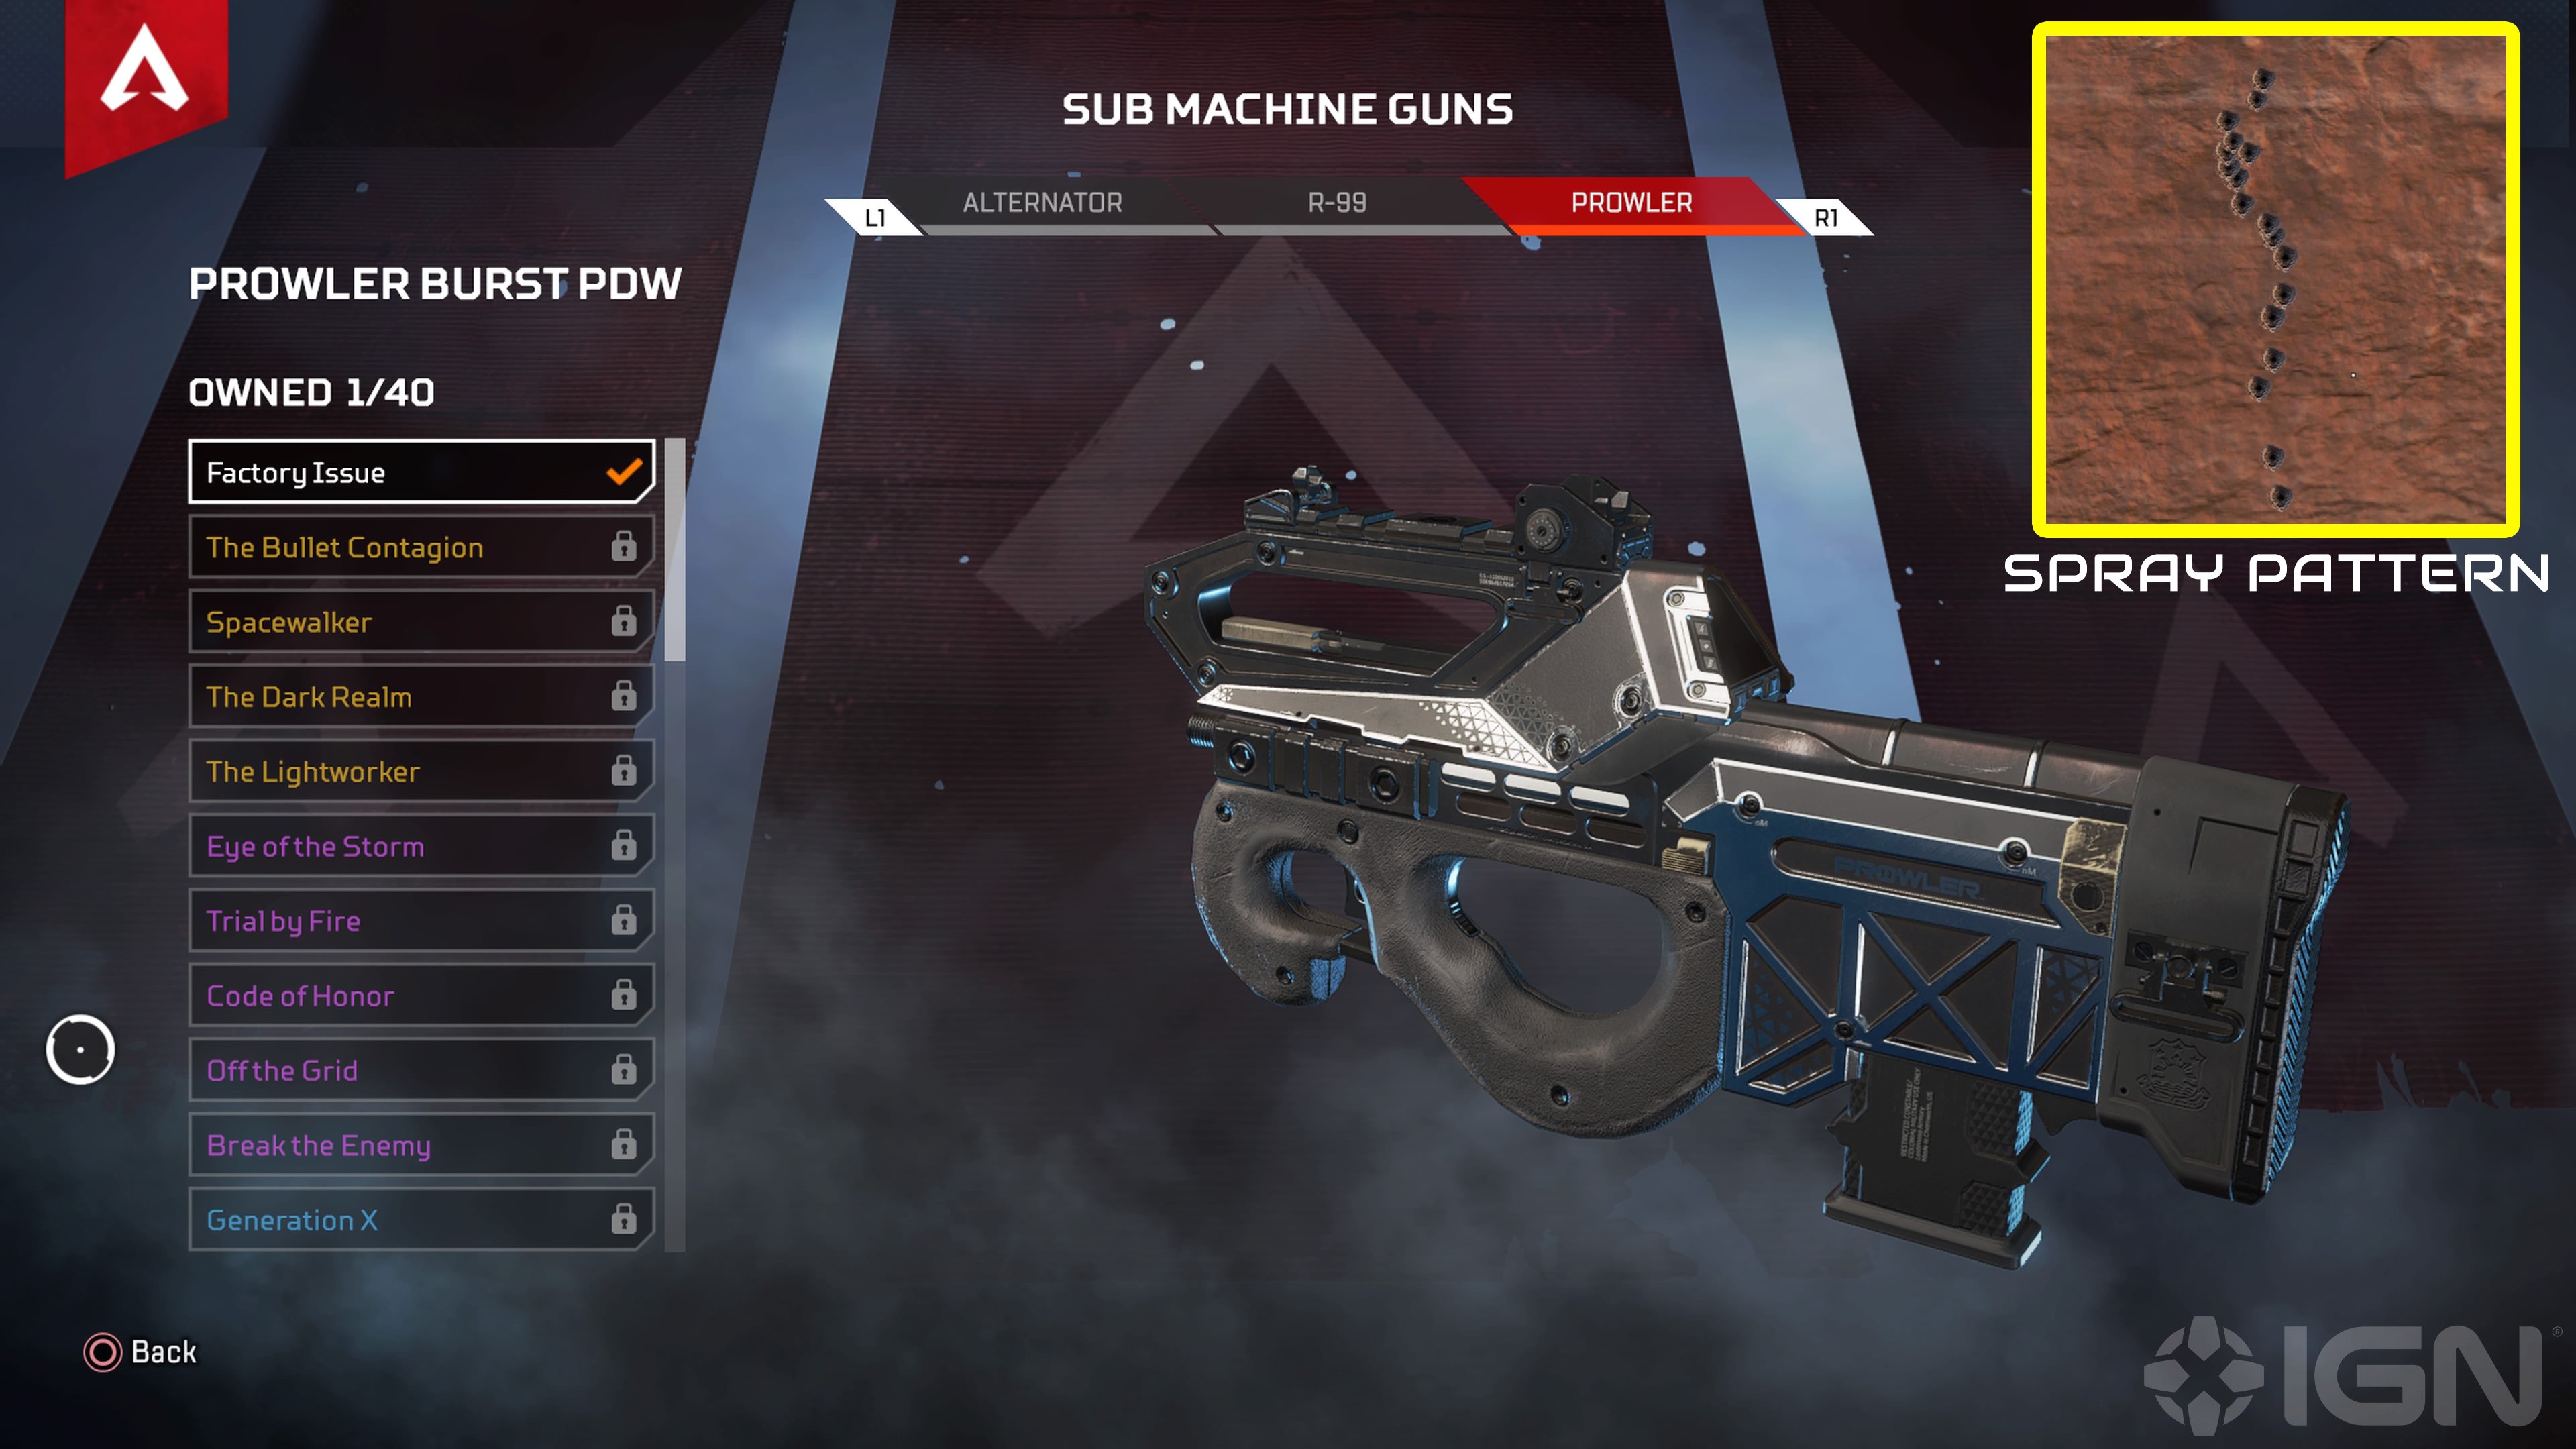 SUB MACHINE GUNS
L1
ALTERNATOR
R-99
PROWLER
R1
PROWLER BURST PDW
OWNED 1/40
Factory Issue
The Bullet Contagion
Spacewalker
The Dark Realm
The Lightworker
Eye of the Storm
Trial by Fire
Code of Honor
Off the Grid
Break the Enemy
Generation X
Back
SPRAY PATTERN
PROWLER
IGN®